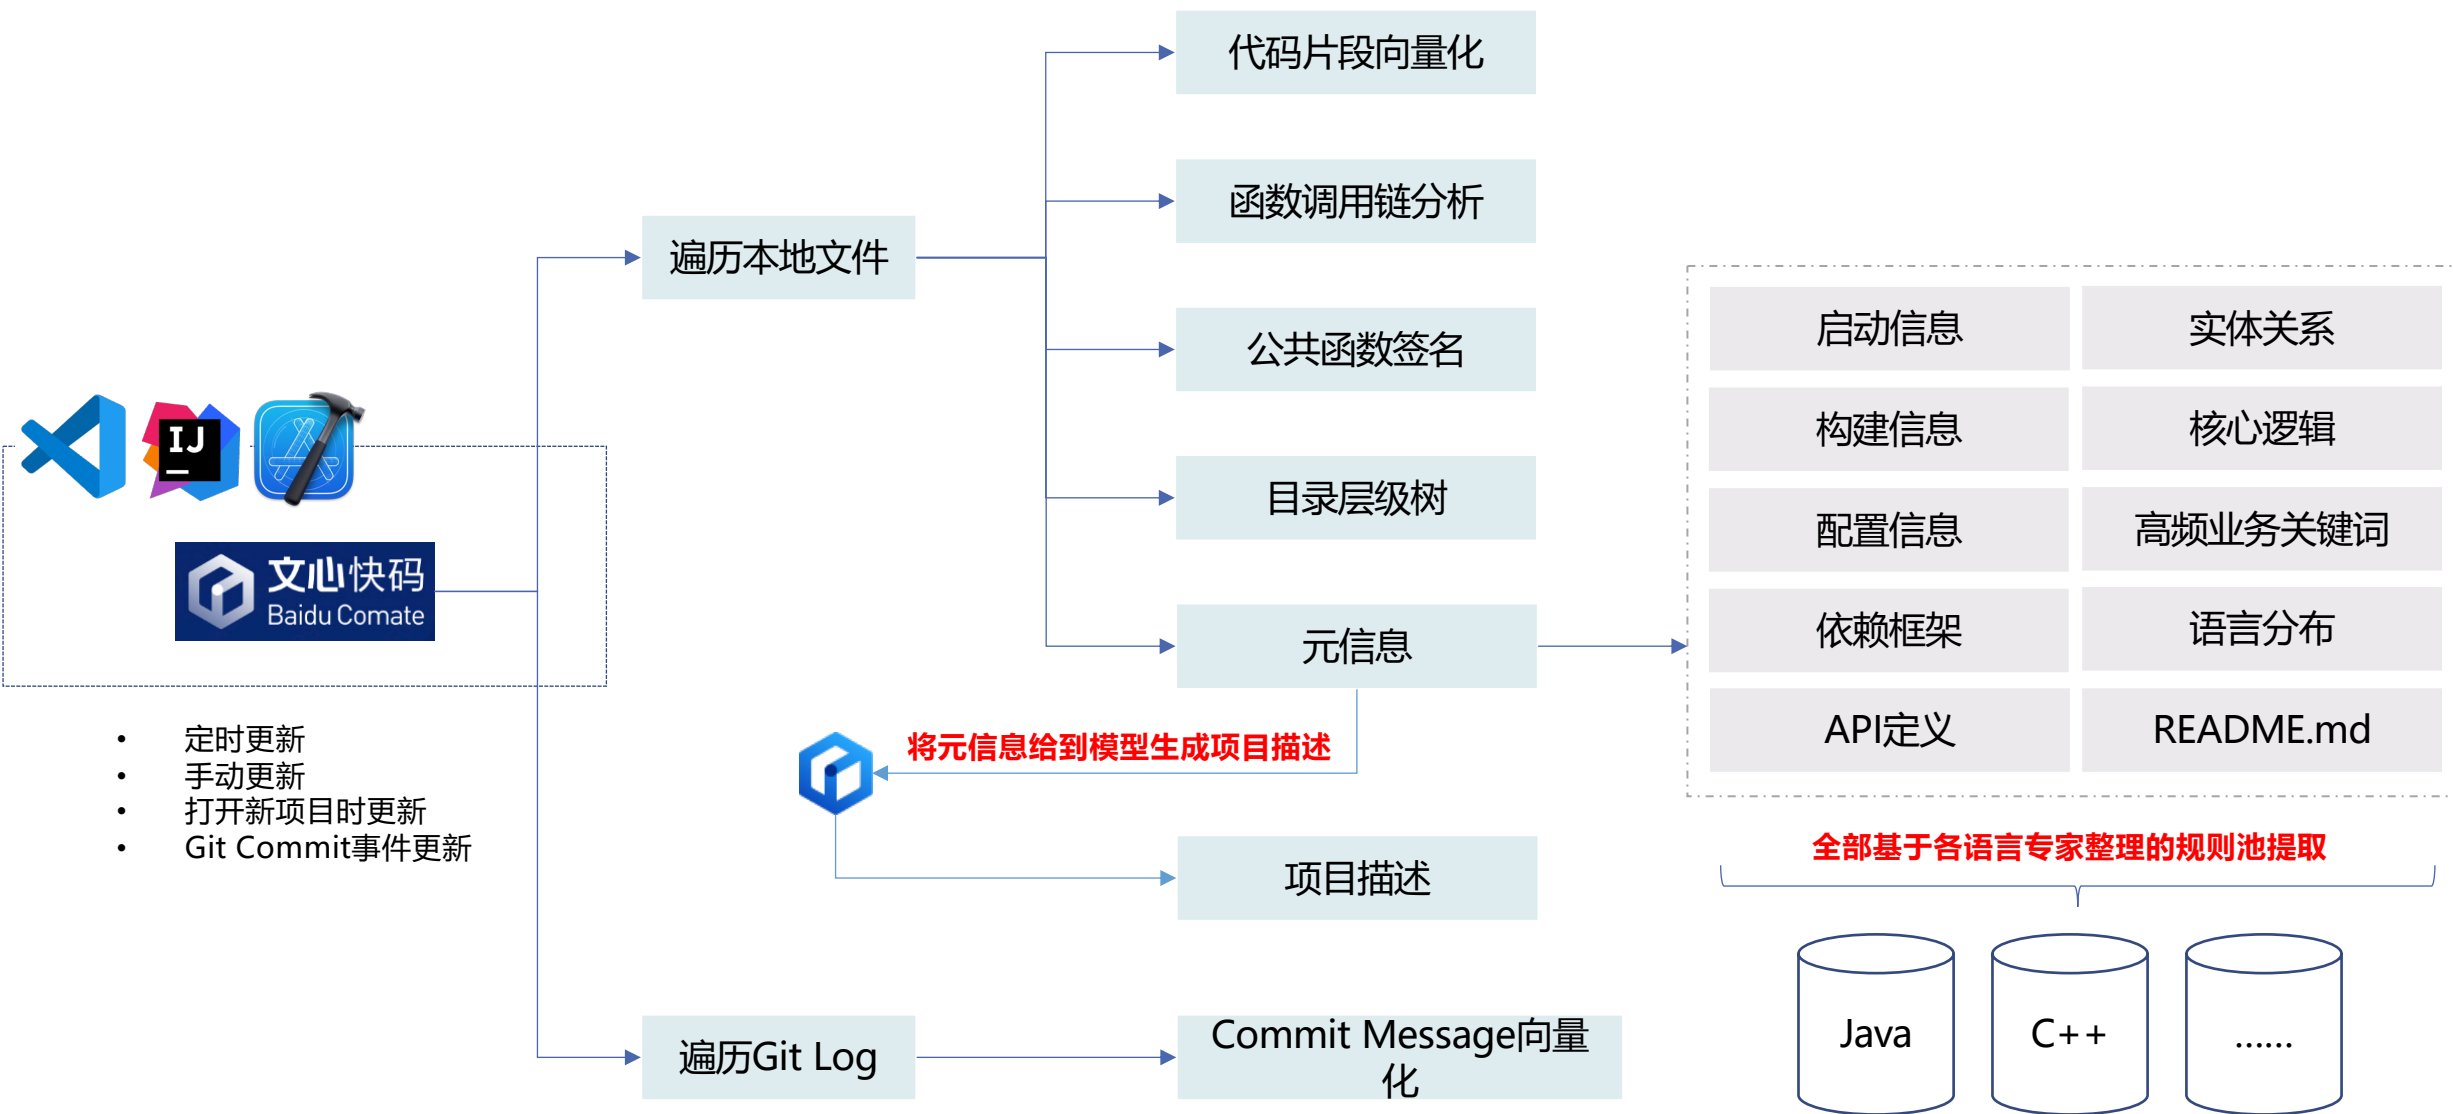 代码片段向量化
函数调用链分析
遍历本地文件
公共函数签名
目录层级树
元信息
启动信息
实体关系
构建信息
核心逻辑
配置信息
高频业务关键词
依赖框架
语言分布
API定义
README.md
IJ
文心快码
Baidu Comate
• 定时更新
• 手动更新
• 打开新项目时更新
• Git Commit事件更新
将元信息给到模型生成项目描述
项目描述
全部基于各语言专家整理的规则池提取
Java
C++
......
遍历Git Log
Commit Message向量
化